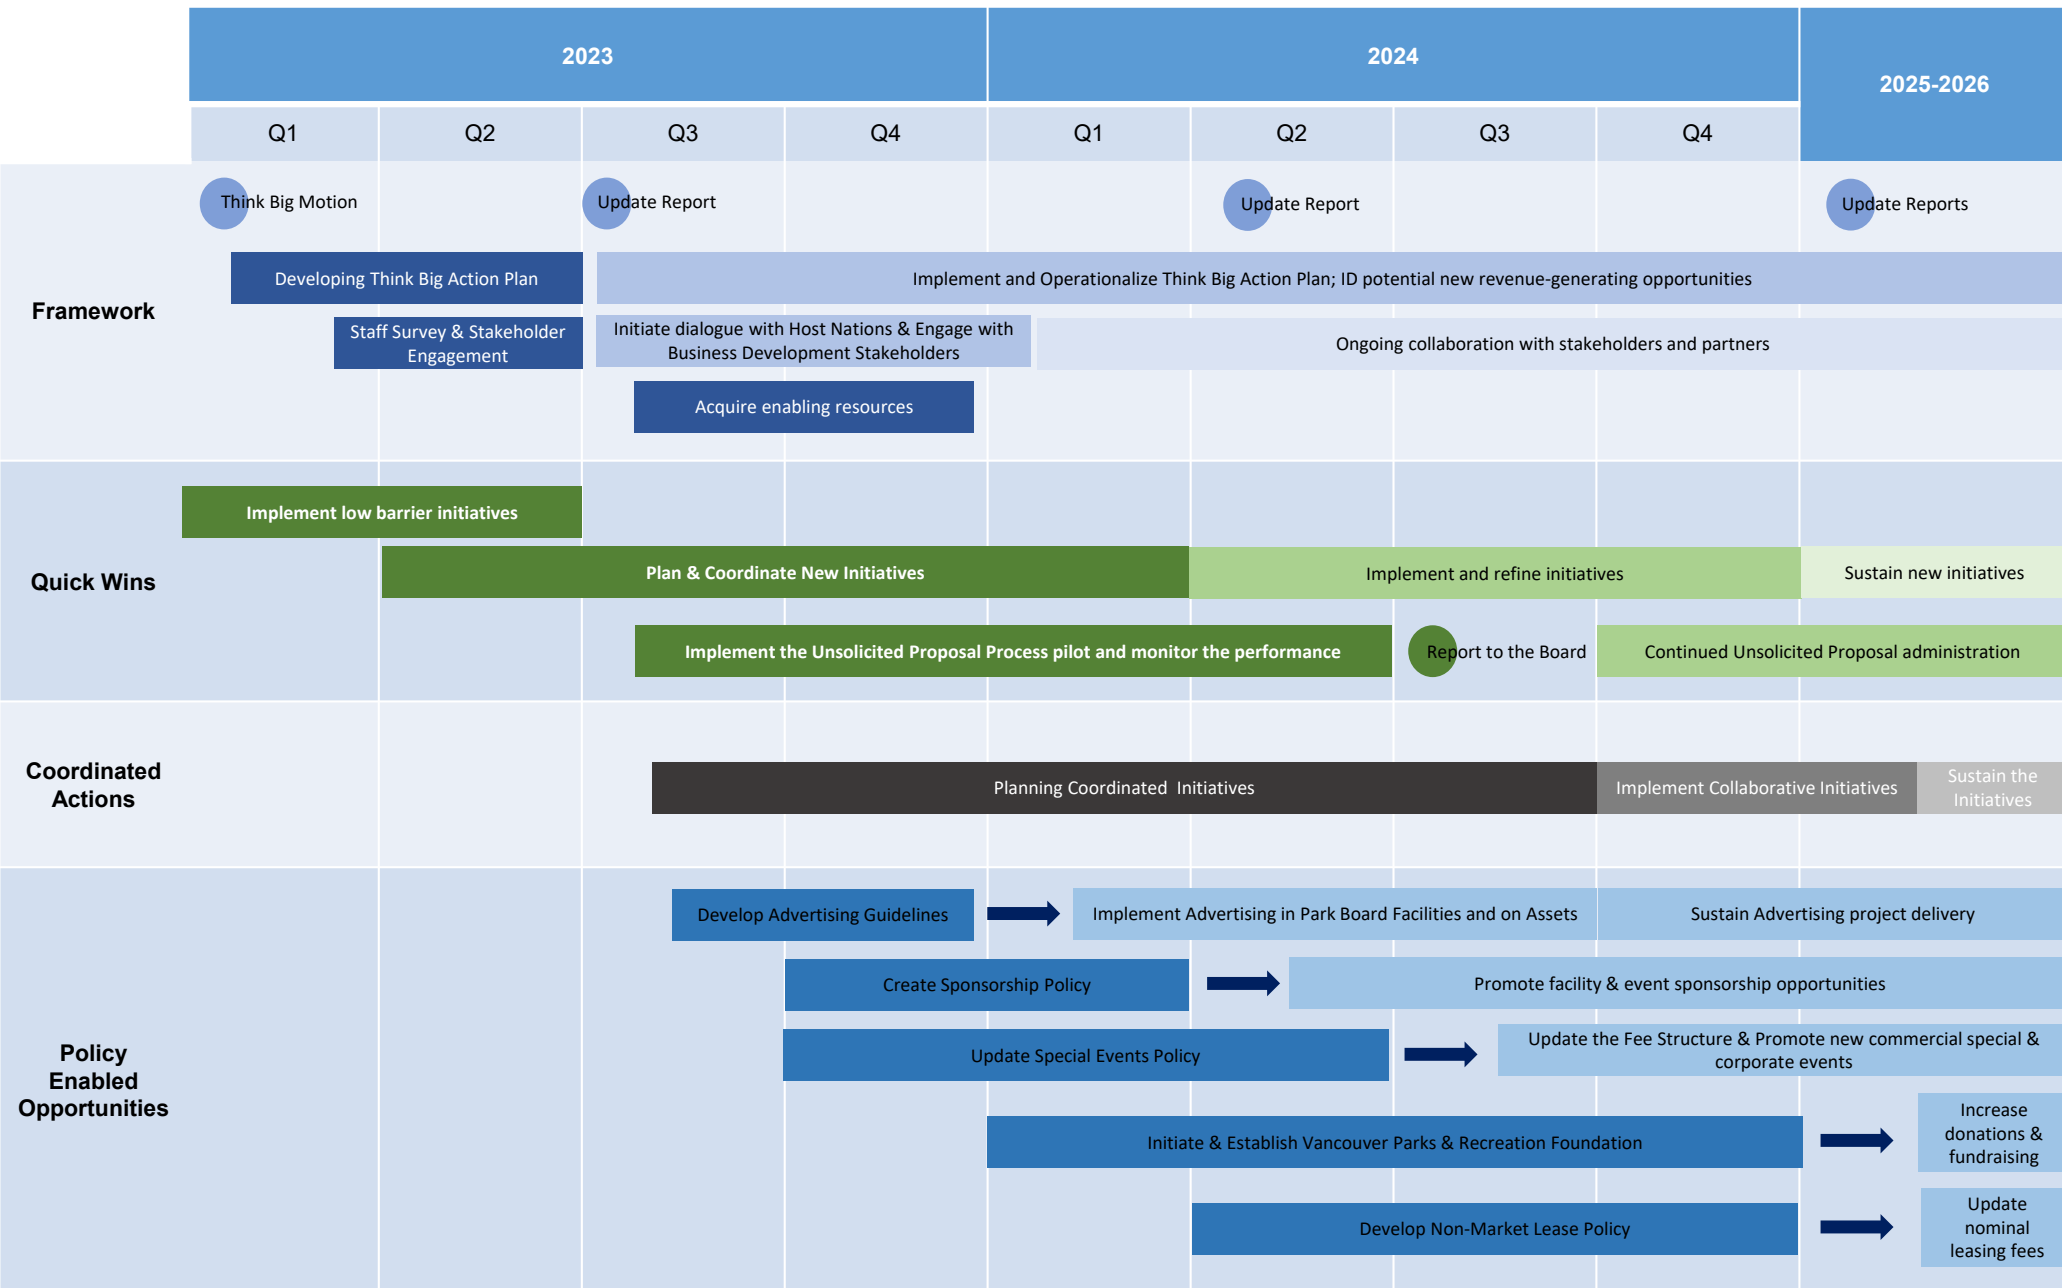 2023
2024
2025-2026
Q1
Q2
Q3
Q4
Q1
Q2
Q3
Q4
Framework
Think Big Motion
Update Report
Update Report
Update Reports
Developing Think Big Action Plan
Implement and Operationalize Think Big Action Plan; ID potential new revenue-generating opportunities
Staff Survey & Stakeholder
Engagement
Initiate dialogue with Host Nations & Engage with
Business Development Stakeholders
Ongoing collaboration with stakeholders and partners
Acquire enabling resources
Quick Wins
Implement low barrier initiatives
Plan & Coordinate New Initiatives
Implement and refine initiatives
Sustain new initiatives
Implement the Unsolicited Proposal Process pilot and monitor the performance
Report to the Board
Continued Unsolicited Proposal administration
Coordinated
Actions
Planning Coordinated Initiatives
Implement Collaborative Initiatives
Sustain the
Initiatives
Policy
Enabled
Opportunities
Develop Advertising Guidelines
Implement Advertising in Park Board Facilities and on Assets
Sustain Advertising project delivery
Create Sponsorship Policy
Promote facility & event sponsorship opportunities
Update Special Events Policy
Update the Fee Structure & Promote new commercial special &
corporate events
Initiate & Establish Vancouver Parks & Recreation Foundation
Increase
donations &
fundraising
Develop Non-Market Lease Policy
Update
nominal
leasing fees